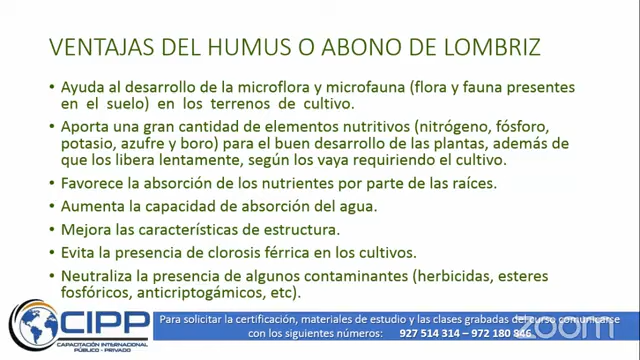 VENTAJAS DEL HUMUS O ABONO DE LOMBRIZ
• Ayuda al desarrollo de la microflora y microfauna (flora y fauna presentes
en el suelo) en los terrenos de cultivo.
• Aporta una gran cantidad de elementos nutritivos (nitrógeno, fósforo,
potasio, azufre y boro) para el buen desarrollo de las plantas, además de
que los libera lentamente, según los vaya requiriendo el cultivo.
• Favorece la absorción de los nutrientes por parte de las raíces.
• Aumenta la capacidad de absorción del agua.
• Mejora las características de estructura.
• Evita la presencia de clorosis férrica en los cultivos.
• Neutraliza la presencia de algunos contaminantes (herbicidas, esteres
fosfóricos, anticriptogámicos, etc).
CIPP
CAPACITACIÓN INTERNACIONAL
PÚBLICO - PRIVADO
Para solicitar la certificación, materiales de estudio y las clases grabadas del curso comunicarse
con los siguientes números: 927 514 314 – 972 180 846
zoom